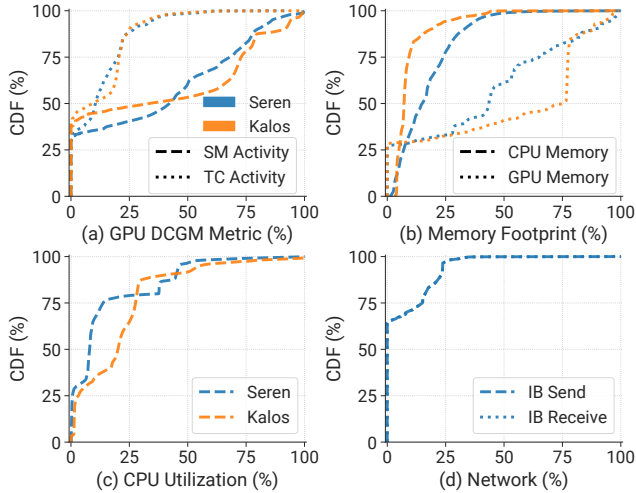 100
75
50
25
0
CDF (%)
Seren
Kalos
SM Activity
TC Activity
0 25 50 75 100
(a) GPU DCGM Metric (%)
100
75
50
25
0
CDF (%)
CPU Memory
GPU Memory
0 25 50 75 100
(b) Memory Footprint (%)
100
75
50
25
0
CDF (%)
Seren
Kalos
0 25 50 75 100
(c) CPU Utilization (%)
100
75
50
25
0
CDF (%)
IB Send
IB Receive
0 25 50 75 100
(d) Network (%)